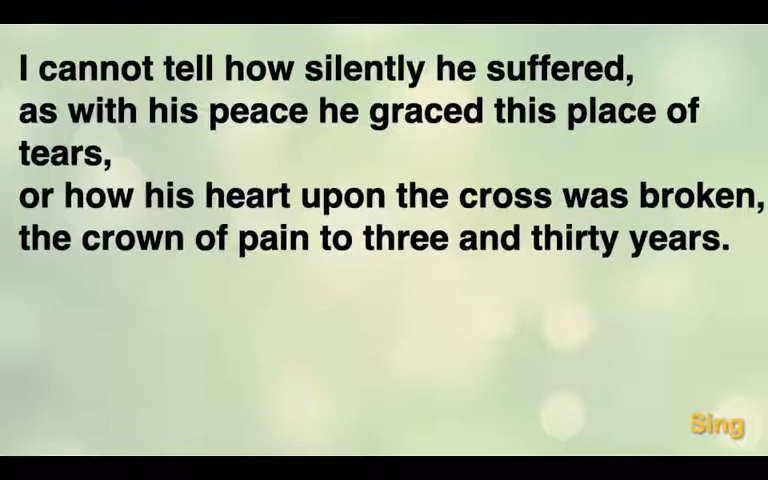 I cannot tell how silently he suffered,
as with his peace he graced this place of
tears,
or how his heart upon the cross was broken,
the crown of pain to three and thirty years.
Sing